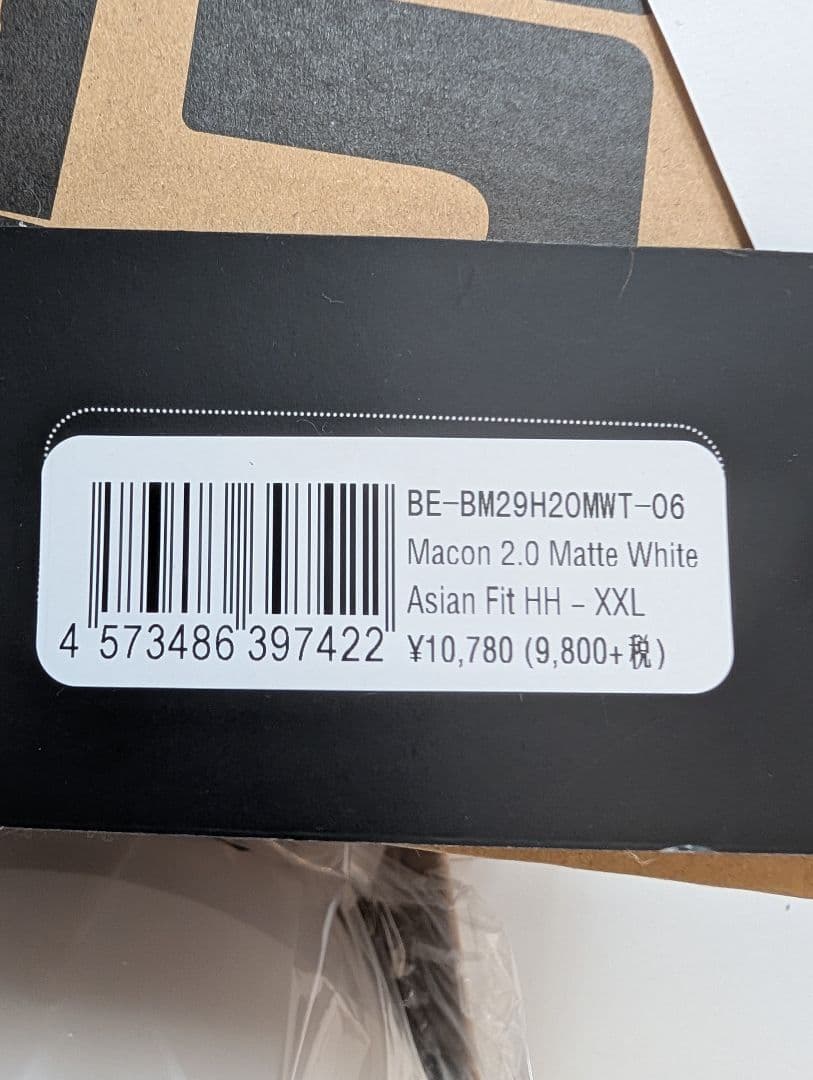 BE-BM29H20MWT-06
Macon 2.0 Matte White
Asian Fit HH - XXL
¥10,780 (9,800+税)
4 573486 397422